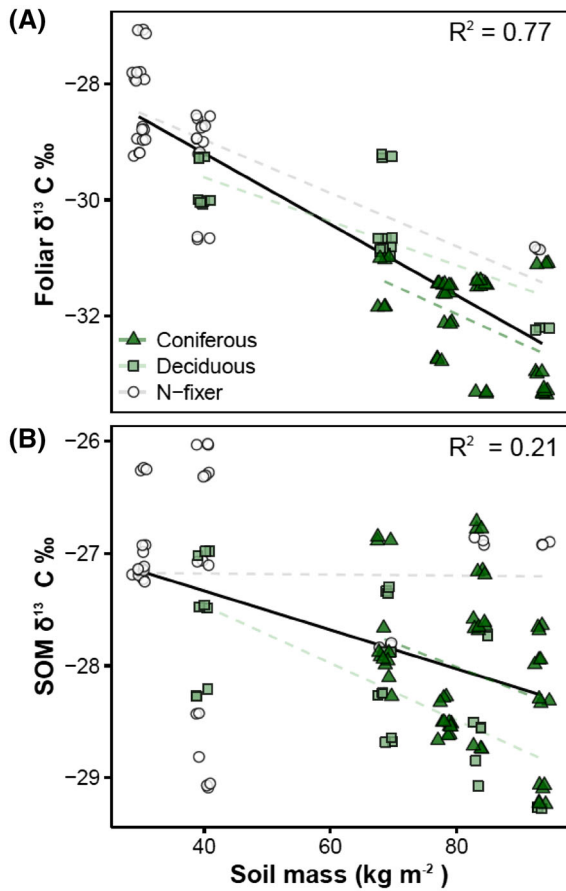 (A)
R² = 0.77
Foliar δ¹³ C ‰
−28
−30
−32
Coniferous
Deciduous
N−fixer
(B)
R² = 0.21
SOM δ¹³ C ‰
−26
−27
−28
−29
40
60
80
Soil mass (kg m⁻²)